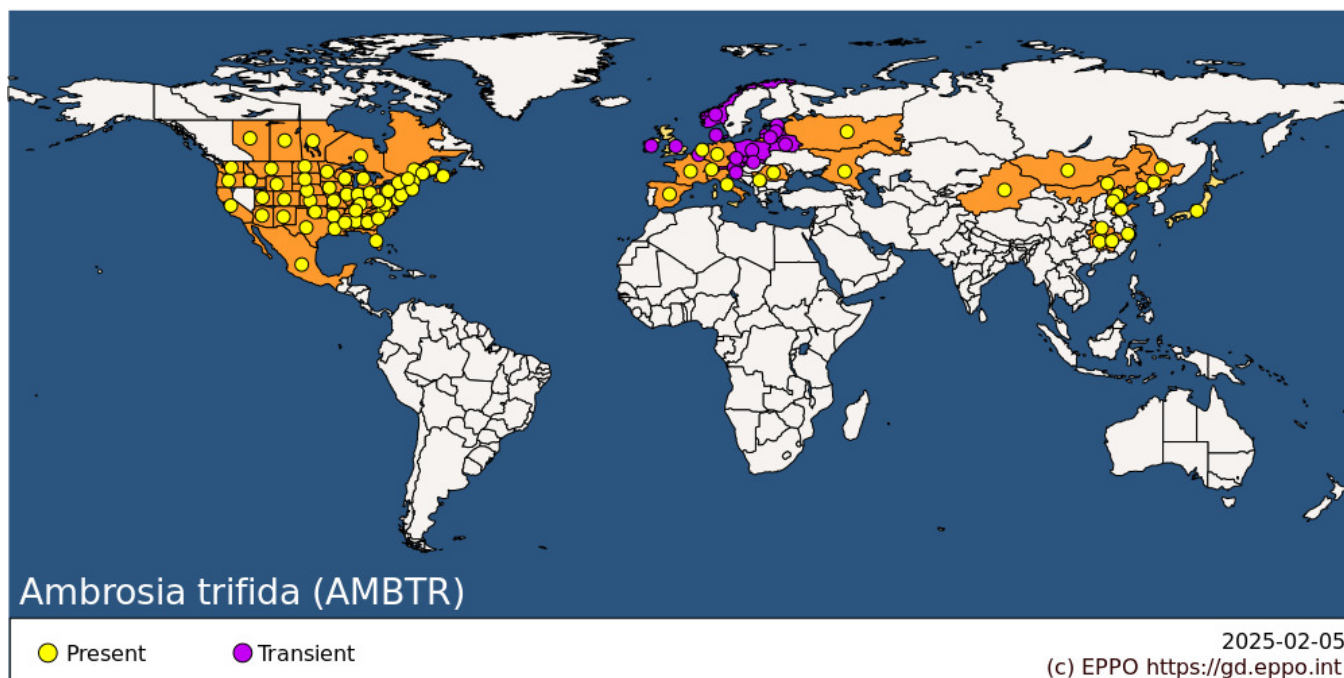 Ambrosia trifida (AMBTR)
Present
Transient
2025-02-05
(c) EPPO https://gd.eppo.int